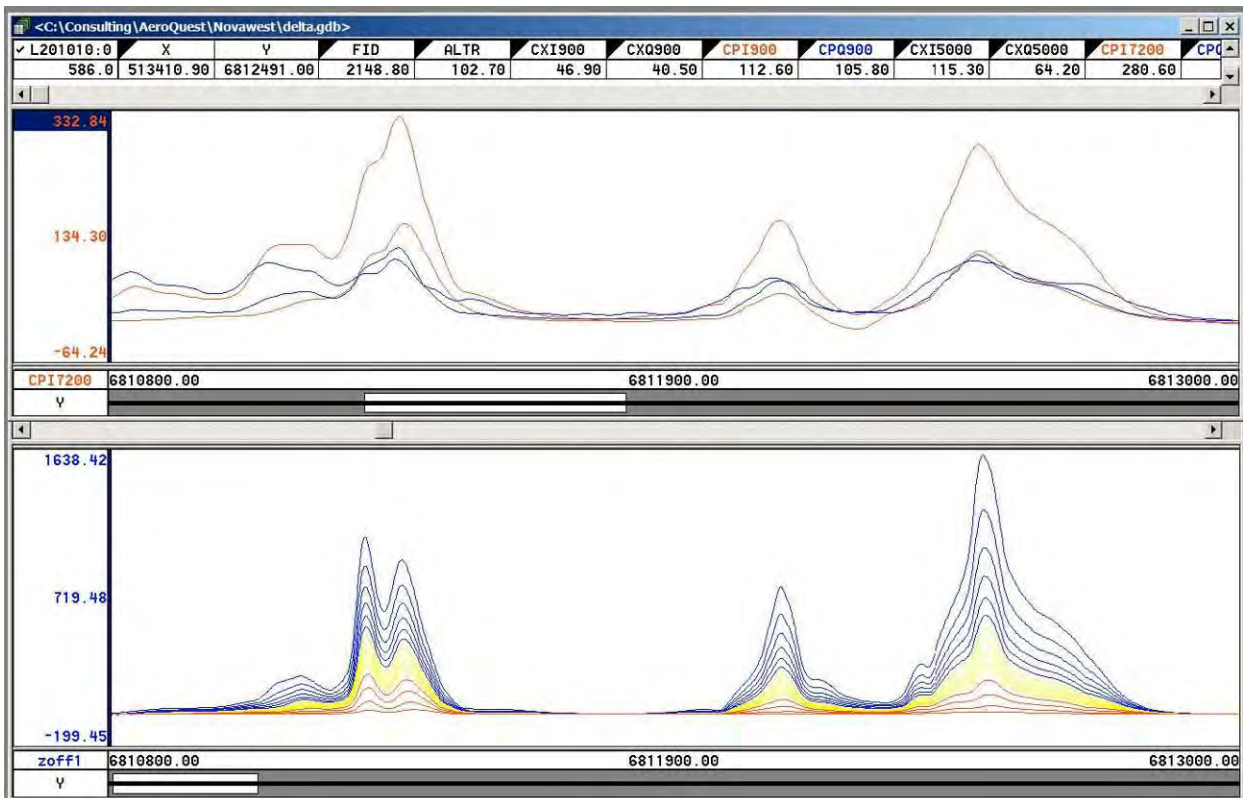 <C:\Consulting\AeroQuest\Novawest\delta.gdb>
✓ L201010:0 X Y FID ALTR CXI900 CXQ900 CPI900 CPQ900 CXI5000 CXQ5000 CPI7200 CPQ
586.0 513410.90 6812491.00 2148.80 102.70 46.90 40.50 112.60 105.80 115.30 64.20 280.60
332.84
134.30
-64.24
CPI7200 6810800.00 6811900.00 6813000.00
Y
1638.42
719.48
-199.45
zoff1 6810800.00 6811900.00 6813000.00
Y